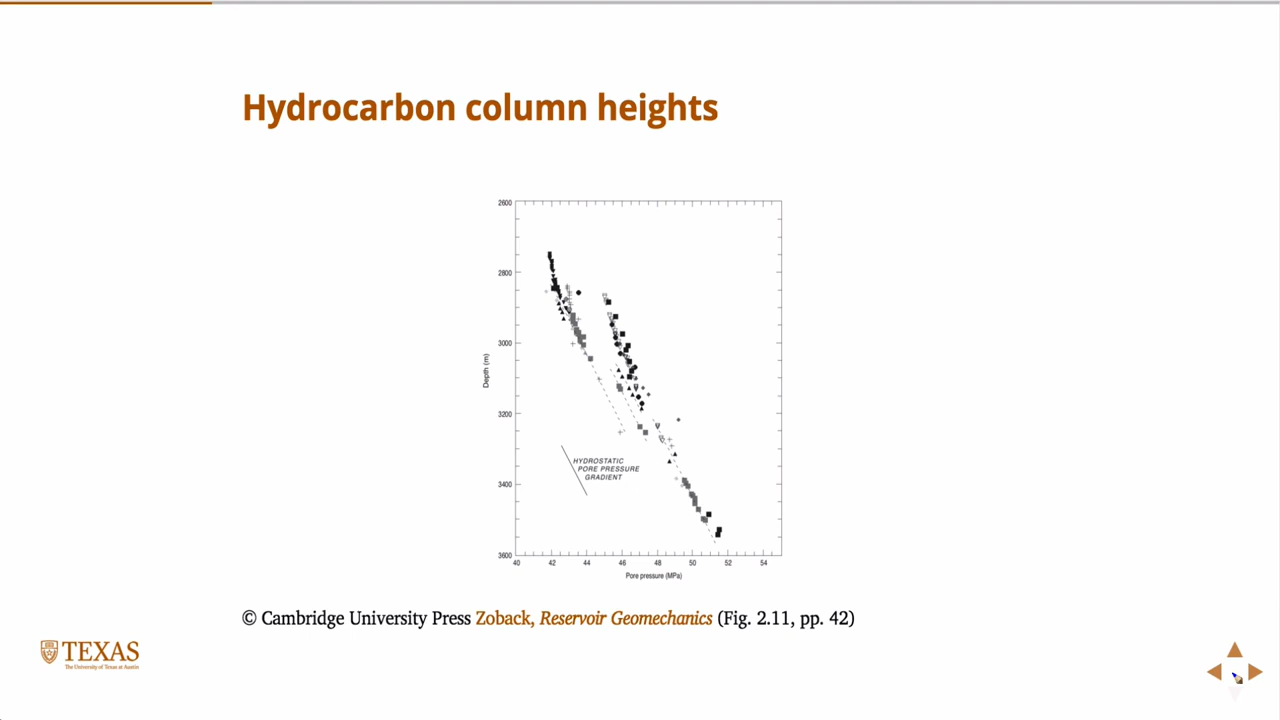 Hydrocarbon column heights
2600
2800
3000
3200
3400
3600
Depth (m)
HYDROSTATIC
PORE PRESSURE
GRADIENT
40 42 44 46 48 50 52 54
Pore pressure (MPa)
© Cambridge University Press Zoback, Reservoir Geomechanics (Fig. 2.11, pp. 42)
TEXAS
The University of Texas at Austin